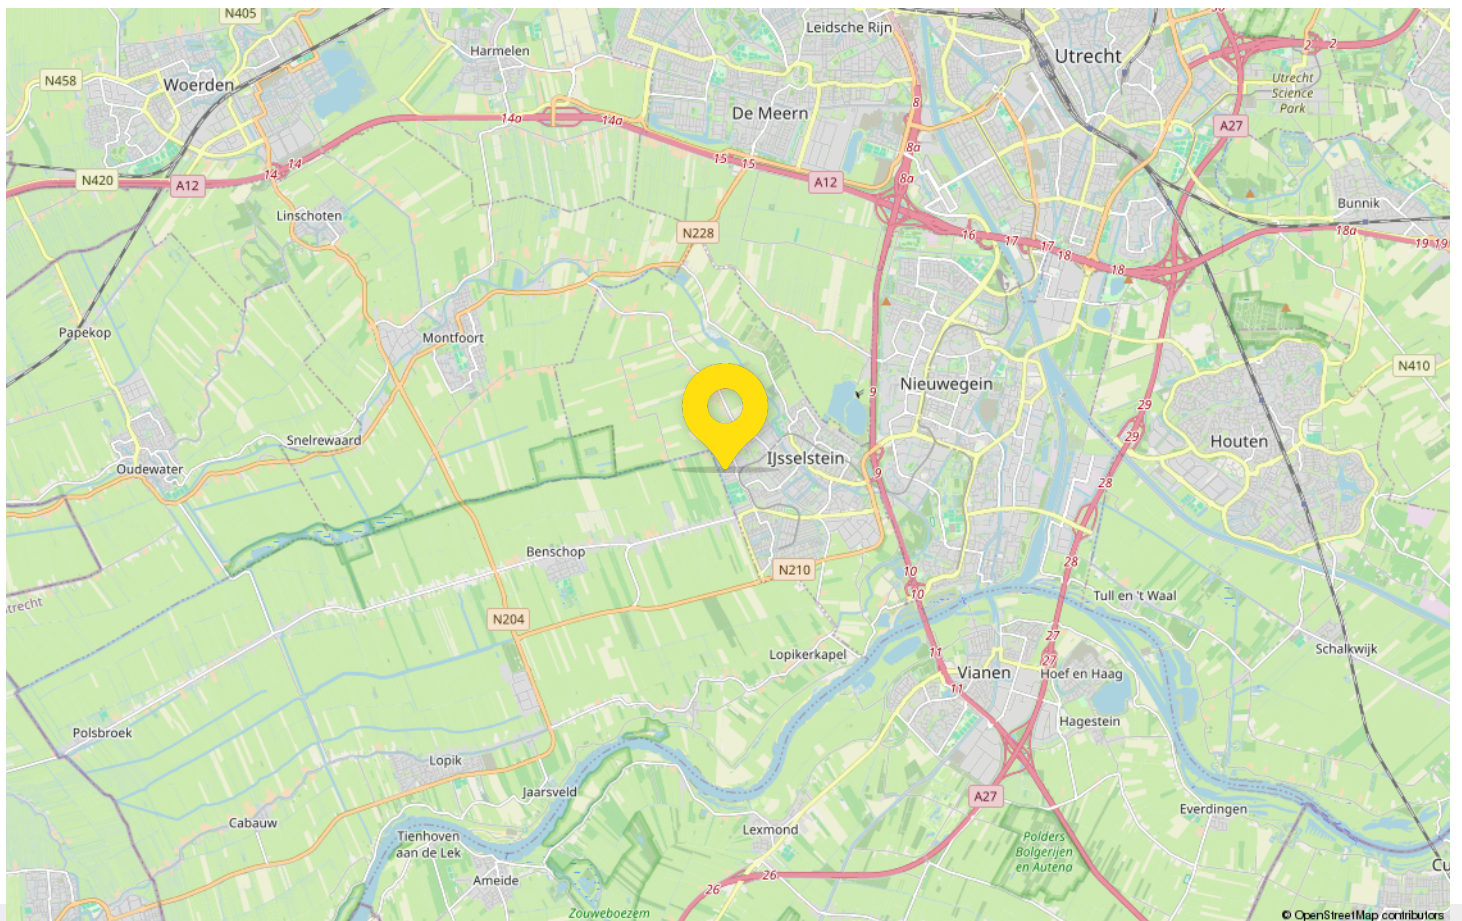 N405
Leidsche Rijn
Harmelen
Utrecht
2
2
N458
Woerden
Utrecht
Science
Park
8
De Meern
14a
14a
A27
8a
15
15
14
14
N420
A12
A12
8a
Bunnik
Linschoten
N228
16
17
17
18
18
18a
19
19
Papekop
Montfoort
N410
Nieuwegein
9
29
29
Snelrewaard
Houten
Oudewater
IJsselstein
9
28
Benschop
N210
10
10
28
trecht
Tull en 't Waal
N204
27
Lopikerkapel
11
27
Schalkwijk
Vianen
Hoef en Haag
11
Hagestein
Polsbroek
Lopik
Jaarsveld
A27
Everdingen
Cabauw
Tienhoven
aan de Lek
Lexmond
Polders
Bolgerijen
en Autena
Cu
26
26
Ameide
Zouweboezem
© OpenStreetMap contributors